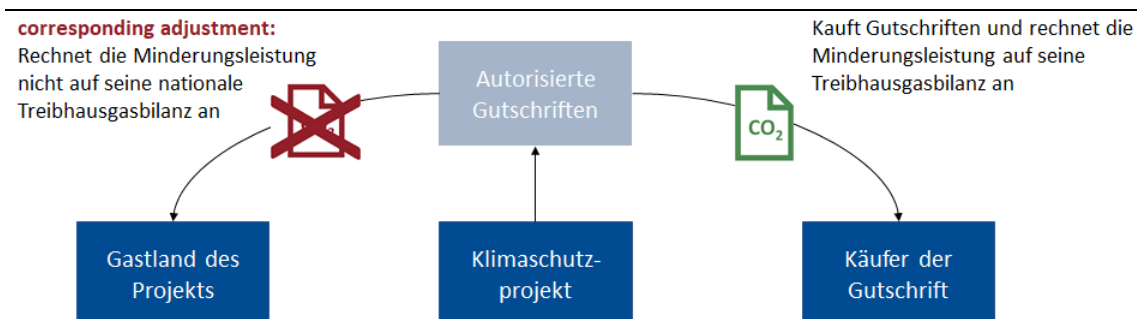 corresponding adjustment:
Rechnet die Minderungsleistung
nicht auf seine nationale
Treibhausgasbilanz an
Kauft Gutschriften und rechnet die
Minderungsleistung auf seine
Treibhausgasbilanz an
Autorisierte
Gutschriften
CO₂
Gastland des
Projekts
Klimaschutz-
projekt
Käufer der
Gutschrift